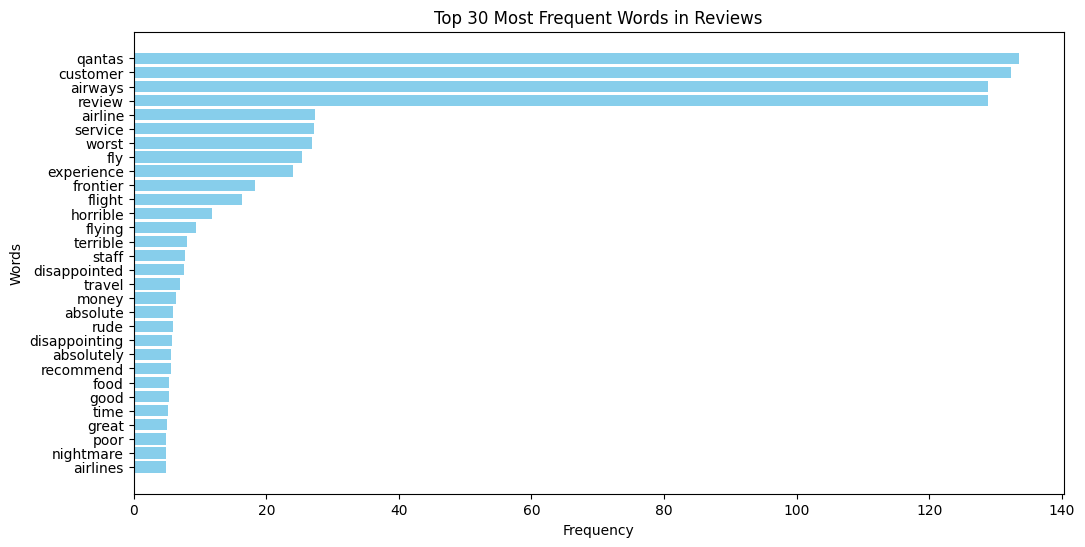 Top 30 Most Frequent Words in Reviews
qantas
customer
airways
review
airline
service
worst
fly
experience
frontier
flight
horrible
flying
terrible
staff
disappointed
travel
money
absolute
rude
disappointing
absolutely
recommend
food
good
time
great
poor
nightmare
airlines
Words
0 20 40 60 80 100 120 140
Frequency